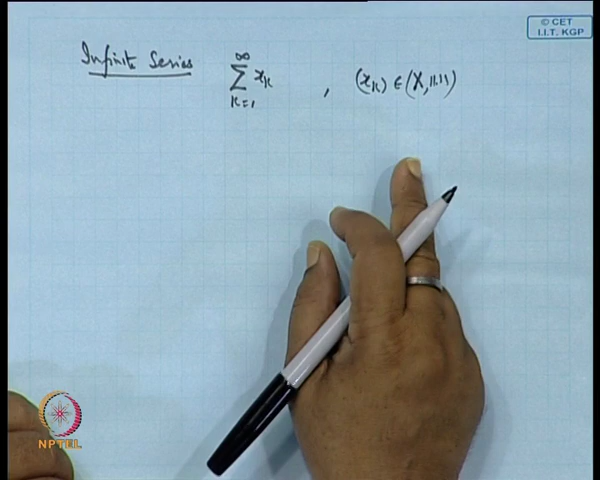 © CET
I.I.T. KGP
Infinite Series ∞ ∑ k=1 xₖ , (xₖ) ∈ (X, ||.||)
NPTEL